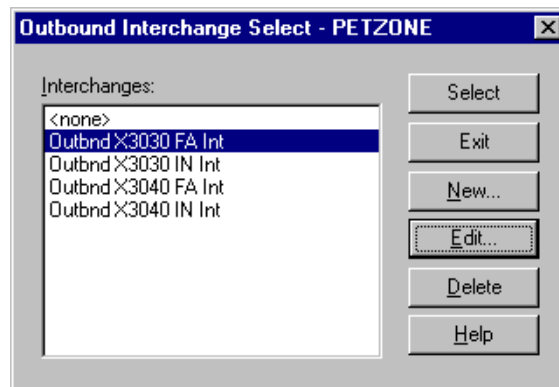 Outbound Interchange Select - PETZONE
Interchanges:
<none>
Outbnd X3030 FA Int
Outbnd X3030 IN Int
Outbnd X3040 FA Int
Outbnd X3040 IN Int
Select
Exit
New...
Edit...
Delete
Help